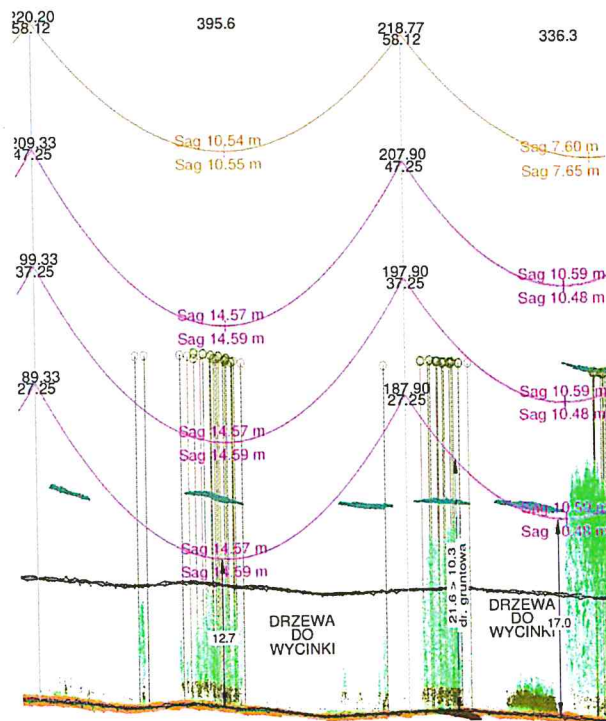 220.20
58.12
395.6
218.77
58.12
336.3
Sag 10.54 m
Sag 10.55 m
Sag 7.60 m
Sag 7.65 m
209.33
47.25
207.90
47.25
Sag 14.57 m
Sag 14.59 m
Sag 10.59 m
Sag 10.48 m
99.33
37.25
197.90
37.25
Sag 14.57 m
Sag 14.59 m
Sag 10.59 m
Sag 10.48 m
89.33
27.25
187.90
27.25
Sag 14.57 m
Sag 14.59 m
Sag 10.59 m
Sag 10.48 m
DRZEWA
DO
WYCINKI
12.7
21.6 > 10.3
dr. gruntowa
DRZEWA
DO
WYCINKI
17.0